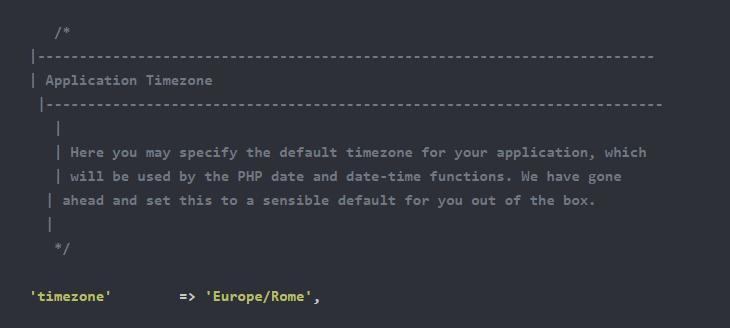 /*
|--------------------------------------------------------------------------
| Application Timezone
|--------------------------------------------------------------------------
|
| Here you may specify the default timezone for your application, which
| will be used by the PHP date and date-time functions. We have gone
| ahead and set this to a sensible default for you out of the box.
|
*/
'timezone' => 'Europe/Rome',